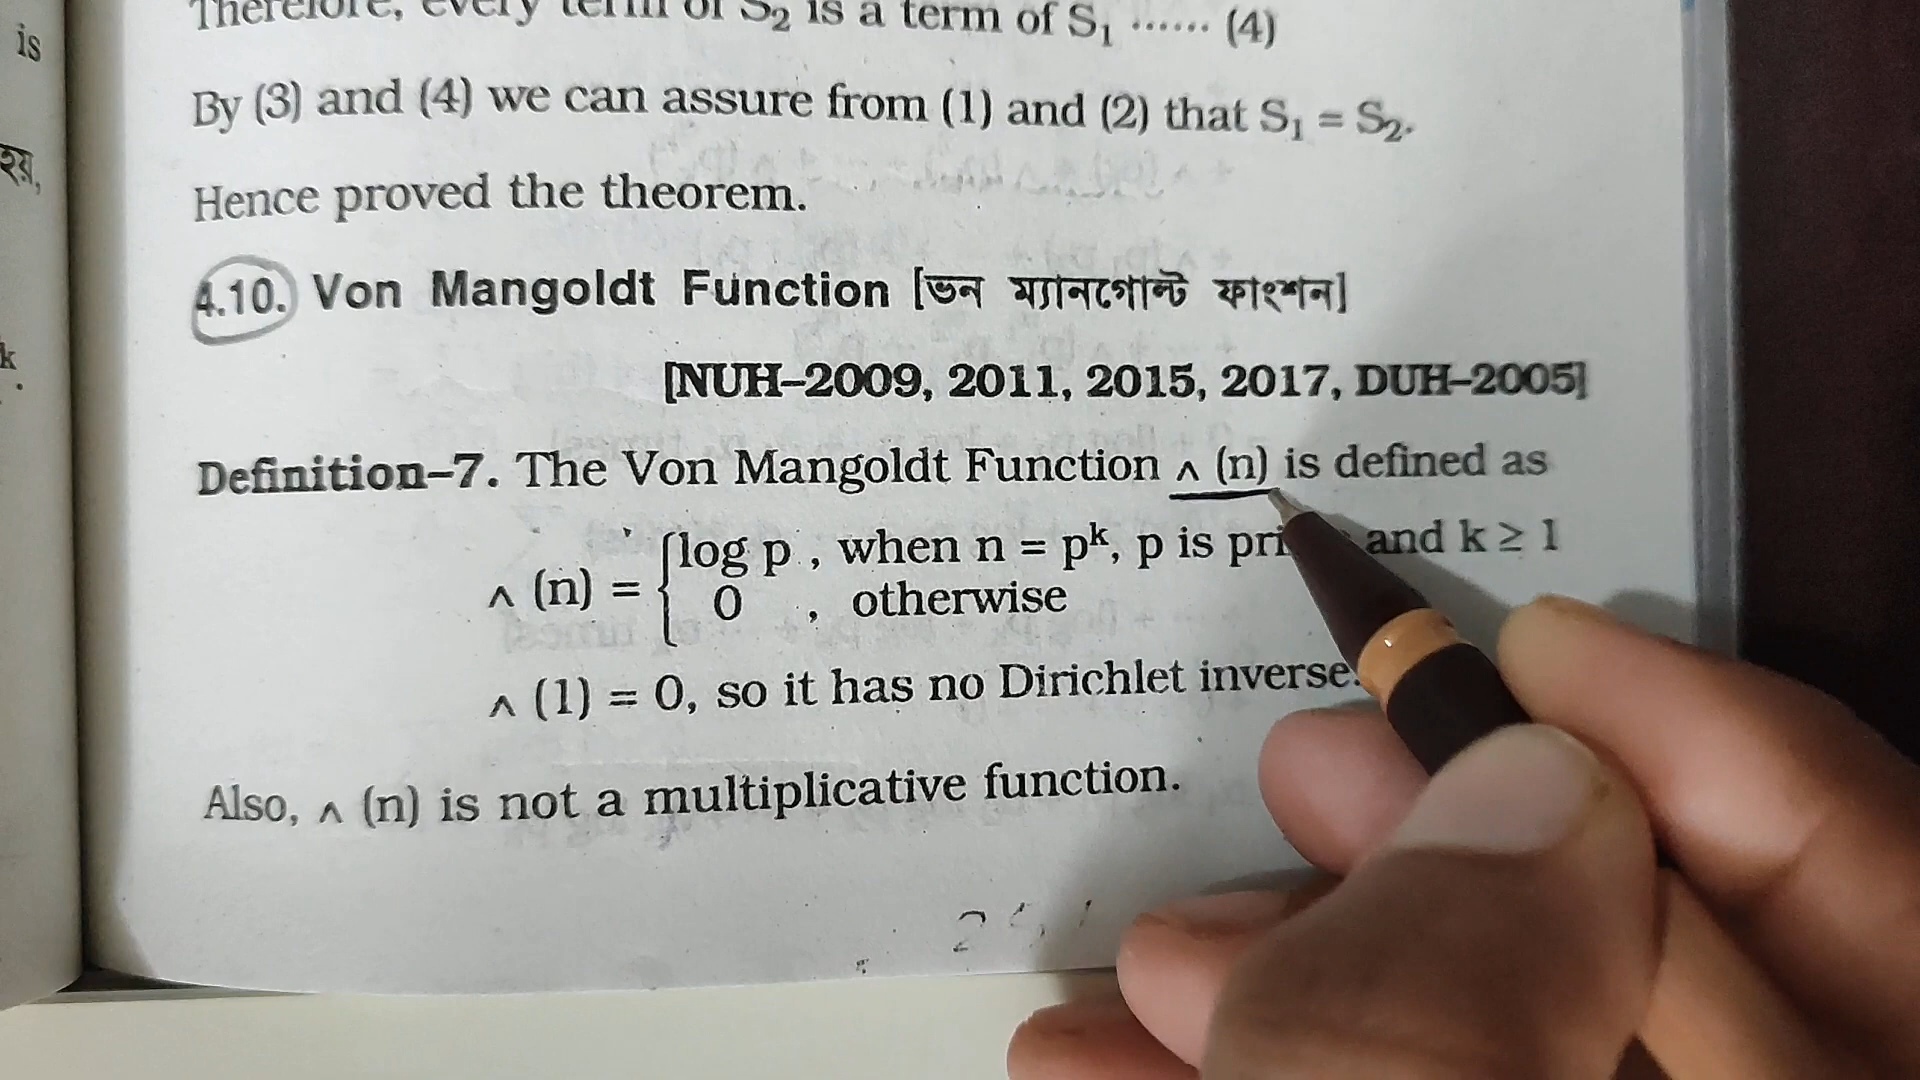 is
হয়,
k
.
Therefore, every term of S₂ is a term of S₁ ...... (4)
By (3) and (4) we can assure from (1) and (2) that S₁ = S₂.
Hence proved the theorem.
4.10. Von Mangoldt Function [ভন ম্যানগোল্ট ফাংশন]
[NUH–2009, 2011, 2015, 2017, DUH–2005]
Definition–7. The Von Mangoldt Function ∧ (n) is defined as
∧ (n) = { log p , when n = pᵏ, p is and k ≥ 1
0 , otherwise
∧ (1) = 0, so it has no Dirichlet inverse.
Also, ∧ (n) is not a multiplicative function.